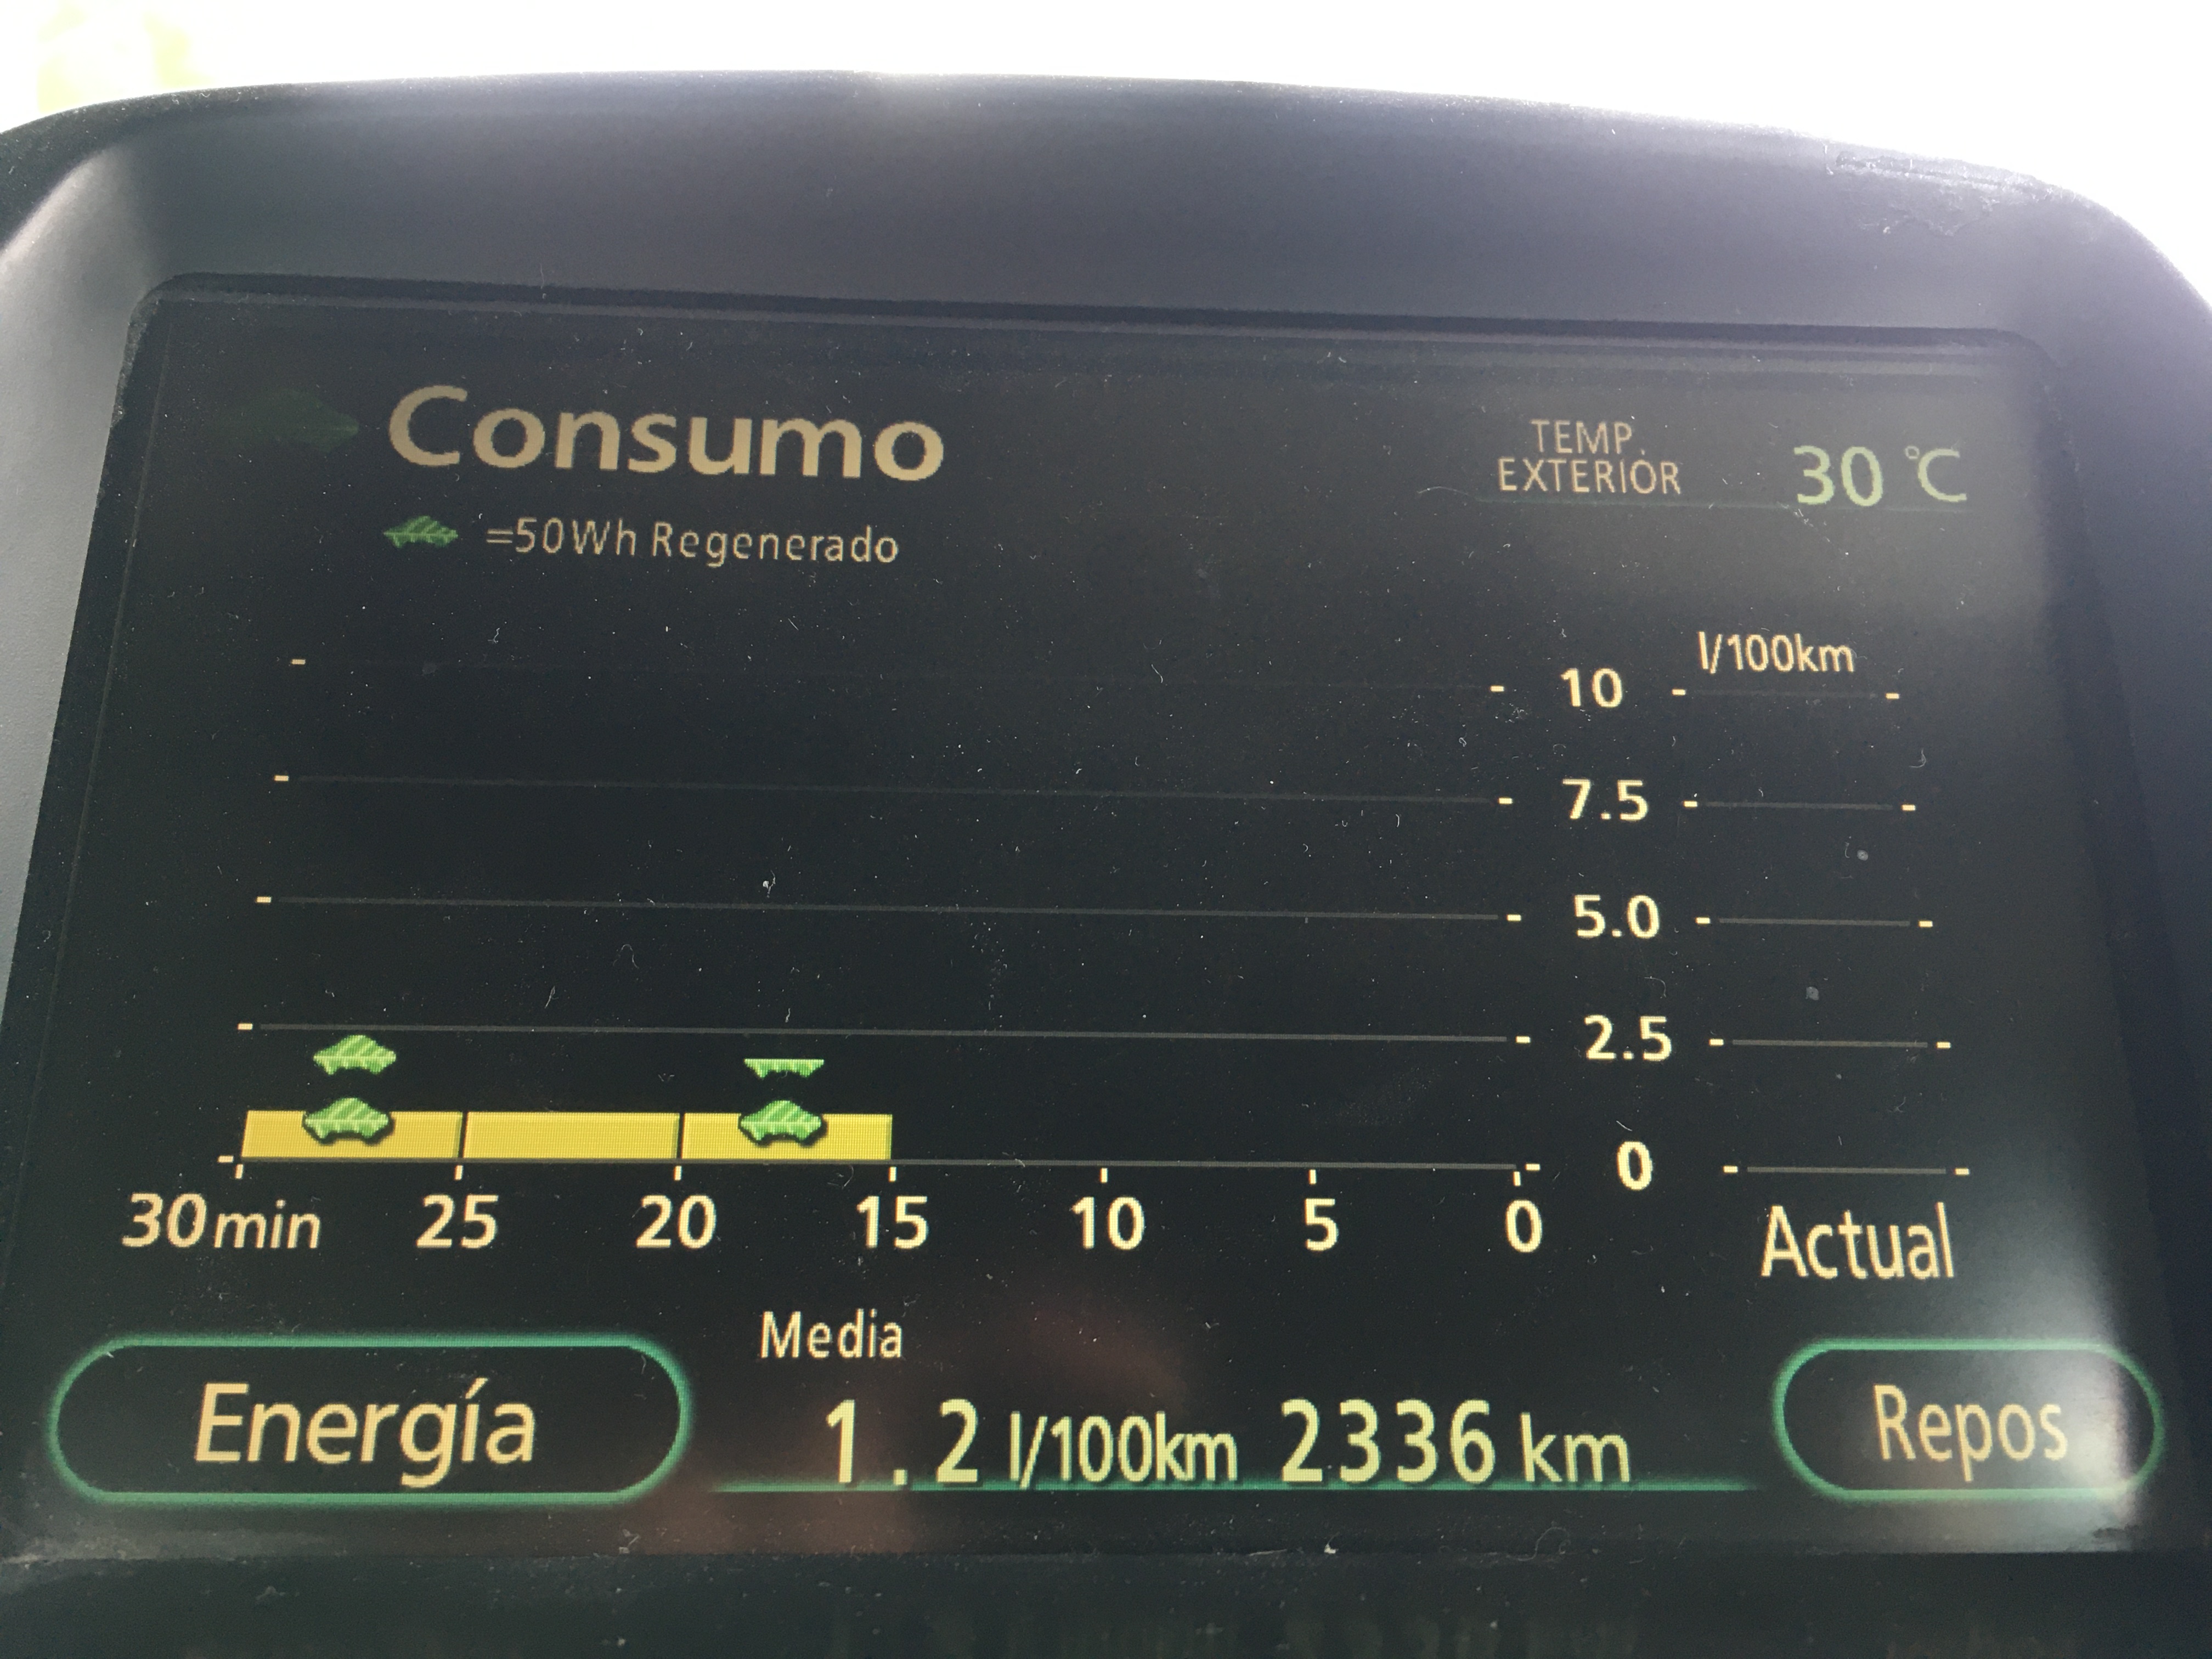 Consumo
TEMP. EXTERIOR 30 °C
=50Wh Regenerado
l/100km
10
7.5
5.0
2.5
0
30min 25 20 15 10 5 0 Actual
Media
Energía 1.2 l/100km 2336 km Repos